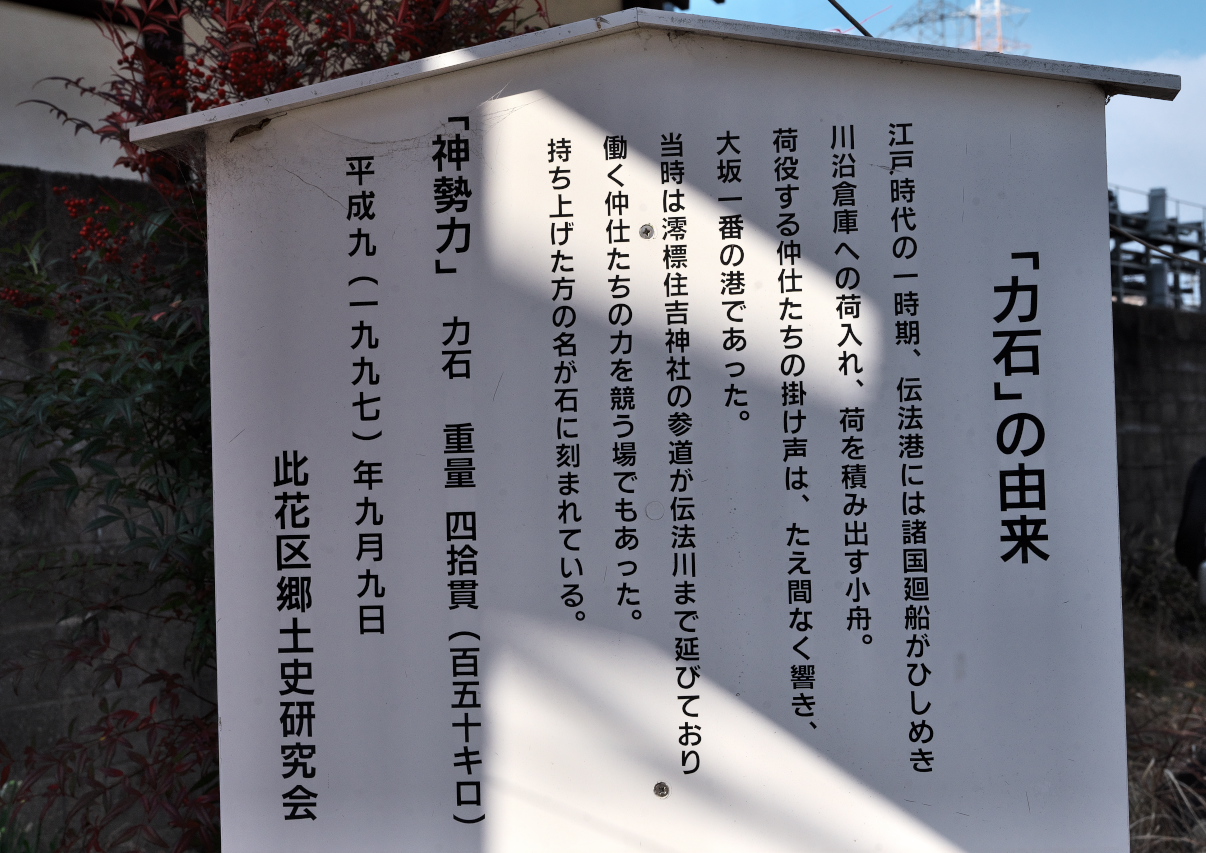 「力石」の由来
江戸時代の一時期、伝法港には諸国廻船がひしめき
川沿倉庫への荷入れ、荷を積み出す小舟。
荷役する仲仕たちの掛け声は、たえ間なく響き、
大坂一番の港であった。
当時は澪標住吉神社の参道が伝法川まで延びており
働く仲仕たちの力を競う場でもあった。
持ち上げた方の名が石に刻まれている。
「神勢力」　力石　重量　四拾貫（百五十キロ）
平成九（一九九七）年九月九日
此花区郷土史研究会